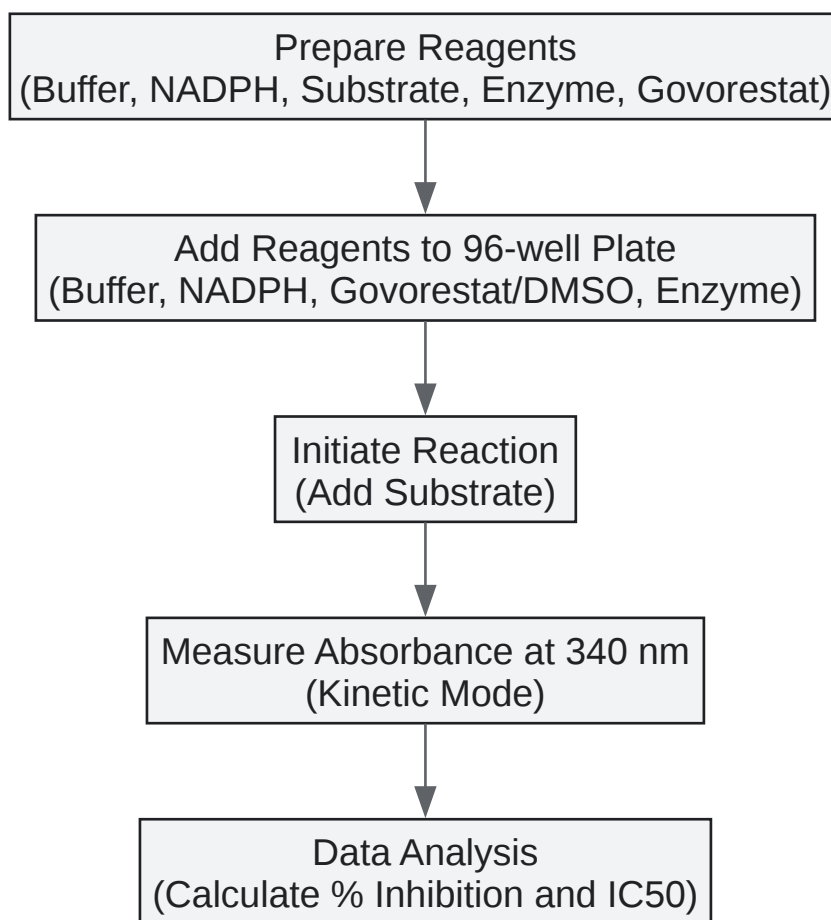 Prepare Reagents
(Buffer, NADPH, Substrate, Enzyme, Govorestat)
Add Reagents to 96-well Plate
(Buffer, NADPH, Govorestat/DMSO, Enzyme)
Initiate Reaction
(Add Substrate)
Measure Absorbance at 340 nm
(Kinetic Mode)
Data Analysis
(Calculate % Inhibition and IC50)